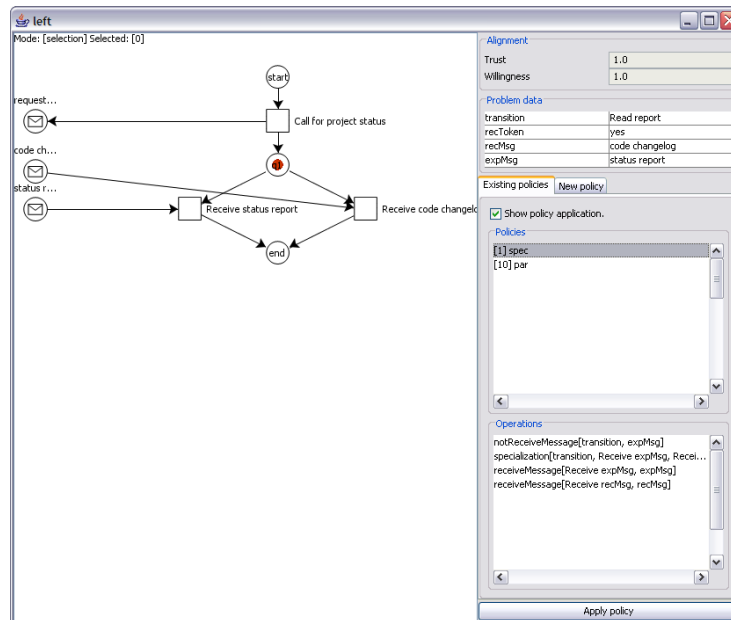 left
Mode: [selection] Selected: [0]
start
request...
Call for project status
code ch...
status r...
Receive status report
Receive code changelo
end
Alignment
Trust 1.0
Willingness 1.0
Problem data
transition Read report
recToken yes
recMsg code changelog
expMsg status report
Existing policies New policy
Show policy application.
Policies
[1] spec
[10] par
Operations
notReceiveMessage[transition, expMsg]
specialization[transition, Receive expMsg, Recei...
receiveMessage[Receive expMsg, expMsg]
receiveMessage[Receive recMsg, recMsg]
Apply policy